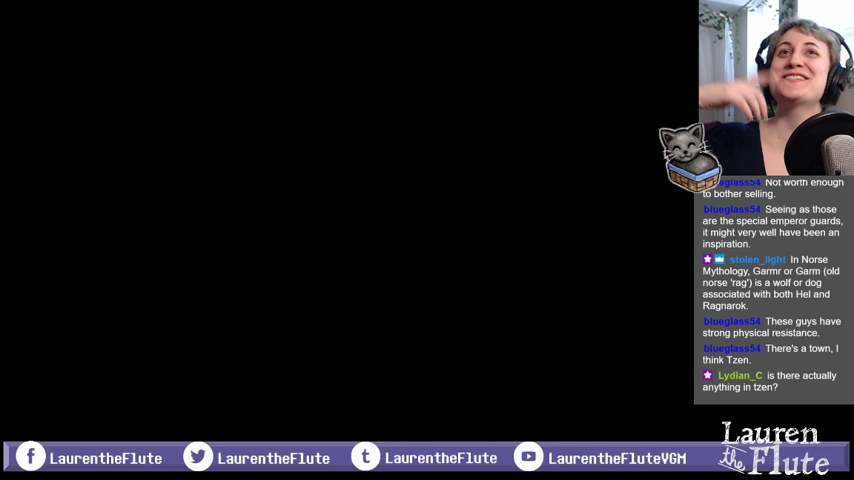 blueglass54 Not worth enough
to bother selling.
blueglass54 Seeing as those
are the special emperor guards,
it might very well have been an
inspiration.
stolen_light In Norse
Mythology, Garmr or Garm (old
norse 'rag') is a wolf or dog
associated with both Hel and
Ragnarok.
blueglass54 These guys have
strong physical resistance.
blueglass54 There's a town, I
think Tzen.
Lydian_C is there actually
anything in tzen?
Lauren
the Flute
LaurentheFlute
LaurentheFlute
LaurentheFlute
LaurentheFluteVGM